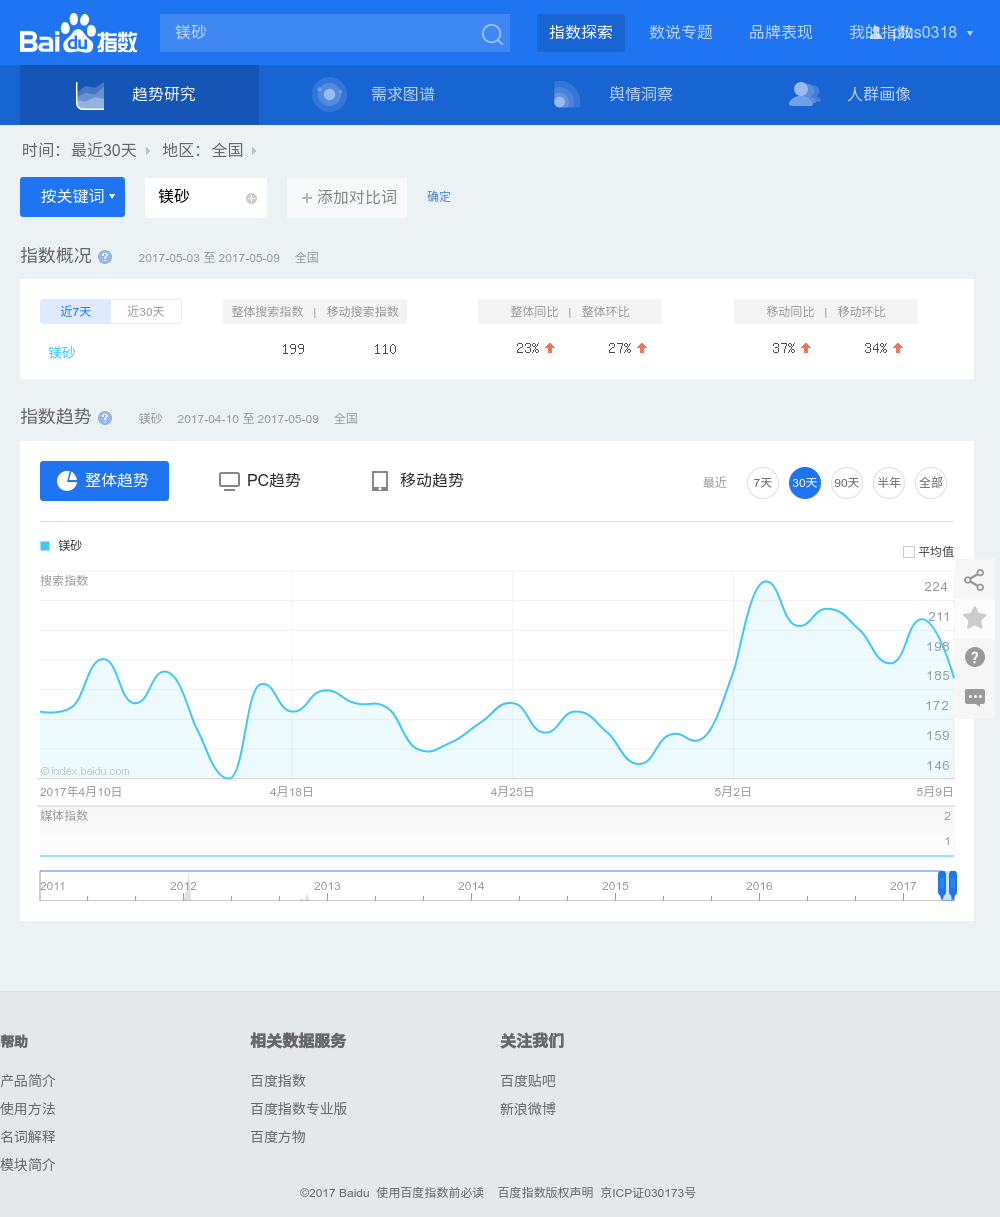 Bai du 指数 镁砂 指数探索 数说专题 品牌表现 我的指数 plus0318
趋势研究 需求图谱 舆情洞察 人群画像
时间： 最近30天 地区： 全国
按关键词 镁砂 添加对比词 确定
指数概况 ? 2017-05-03 至 2017-05-09 全国
近7天 近30天 整体搜索指数 | 移动搜索指数 整体同比 | 整体环比 移动同比 | 移动环比
镁砂 199 110 23% 27% 37% 34%
指数趋势 ? 镁砂 2017-04-10 至 2017-05-09 全国
整体趋势 PC趋势 移动趋势 最近 7天 30天 90天 半年 全部
镁砂
平均值
搜索指数
224
211
198
185
172
159
146
©index.baidu.com
2017年4月10日 4月18日 4月25日 5月2日 5月9日
媒体指数 2
1
2011 2012 2013 2014 2015 2016 2017
帮助 相关数据服务 关注我们
产品简介 百度指数 百度贴吧
使用方法 百度指数专业版 新浪微博
名词解释 百度方物
模块简介
©2017 Baidu 使用百度指数前必读 百度指数版权声明 京ICP证030173号